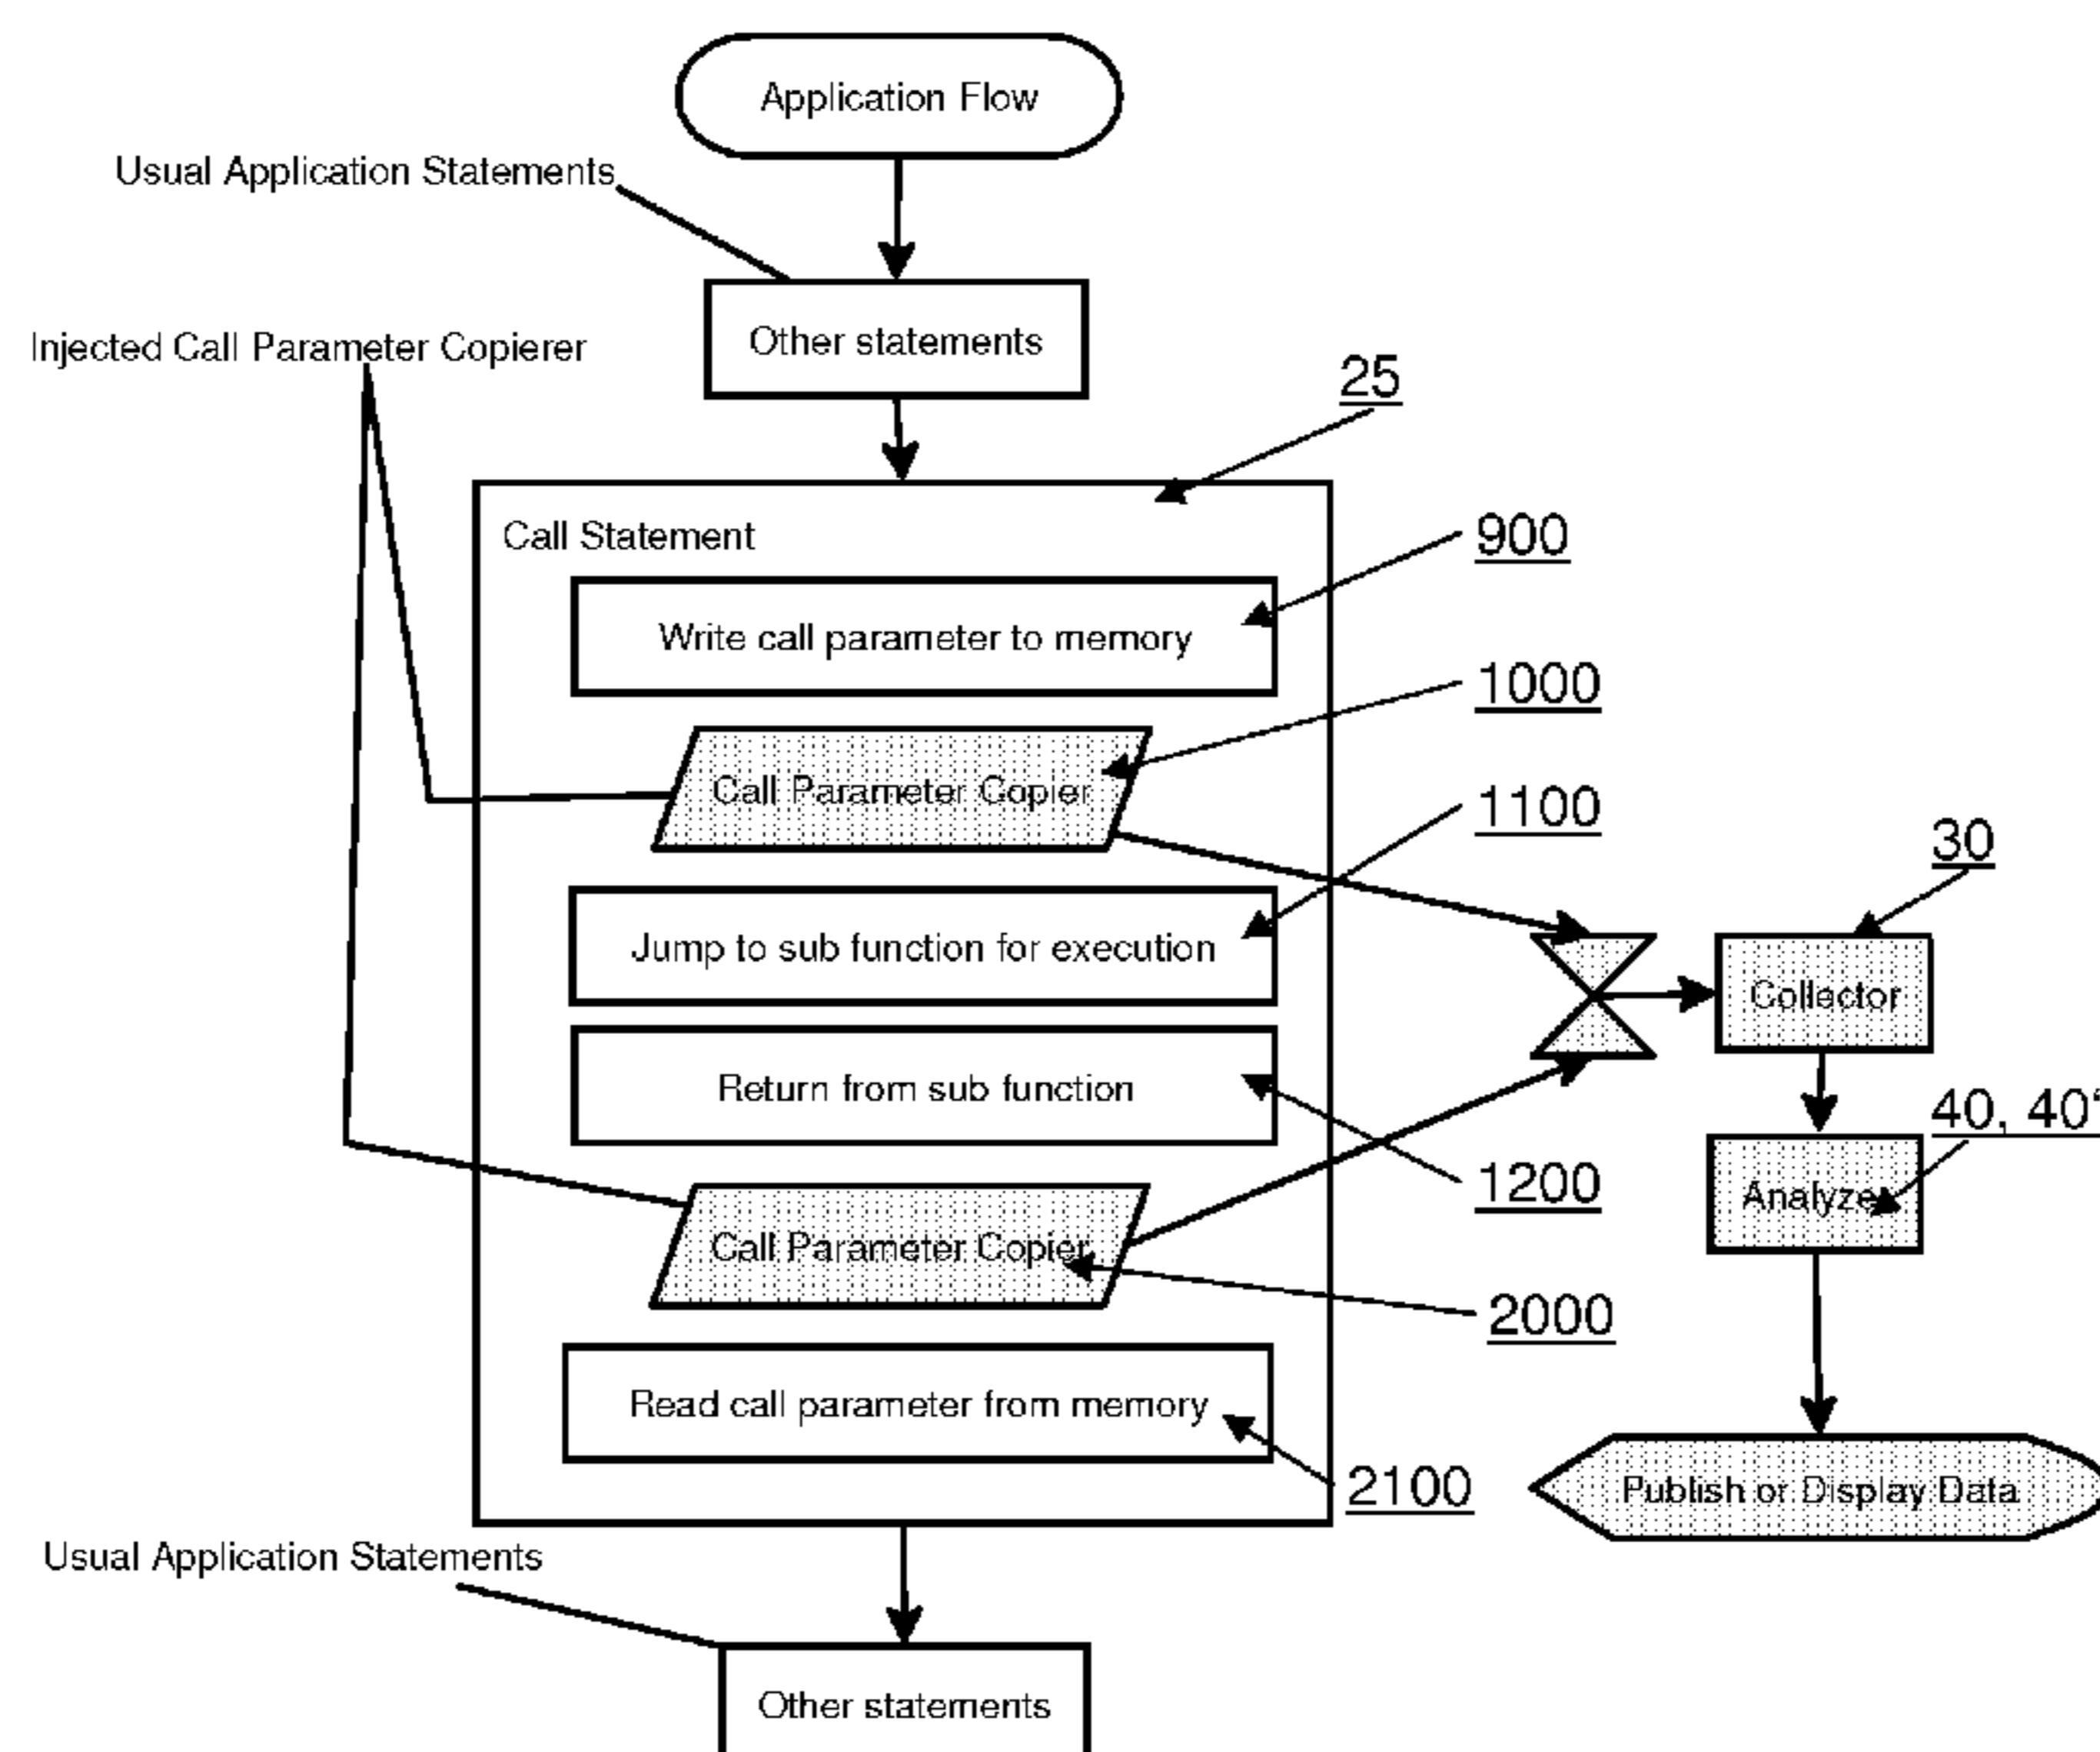 Application Flow
Usual Application Statements
Other statements
Injected Call Parameter Copierer
25
Call Statement
900
Write call parameter to memory
1000
Call Parameter Copier
1100
30
Jump to sub function for execution
Collector
Return from sub function
40, 40‘
1200
Analyzer
Call Parameter Copier
2000
Read call parameter from memory
2100
Publish or Display Data
Usual Application Statements
Other statements